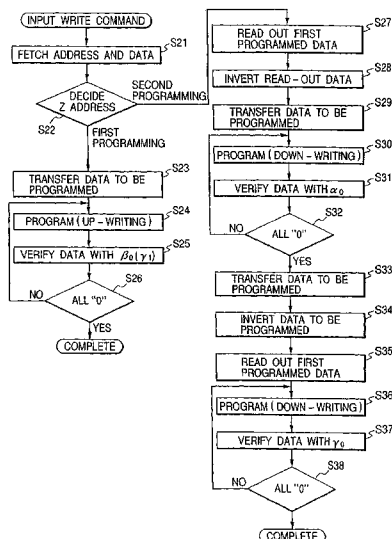 INPUT WRITE COMMAND
S21
FETCH ADDRESS AND DATA
DECIDE
Z ADDRESS
S22
SECOND
PROGRAMMING
FIRST
PROGRAMMING
S23
TRANSFER DATA TO BE
PROGRAMMED
S24
PROGRAM (UP-WRITING)
S25
VERIFY DATA WITH β0(γ1)
S26
NO
ALL "0"
YES
COMPLETE
S27
READ OUT FIRST
PROGRAMMED DATA
S28
INVERT READ-OUT DATA
S29
TRANSFER DATA TO BE
PROGRAMMED
S30
PROGRAM (DOWN-WRITING)
S31
VERIFY DATA WITH α0
S32
NO
ALL "0"
YES
S33
TRANSFER DATA TO BE
PROGRAMMED
S34
INVERT DATA TO BE
PROGRAMMED
S35
READ OUT FIRST
PROGRAMMED DATA
S36
PROGRAM (DOWN-WRITING)
S37
VERIFY DATA WITH γ0
S38
NO
ALL "0"
YES
COMPLETE